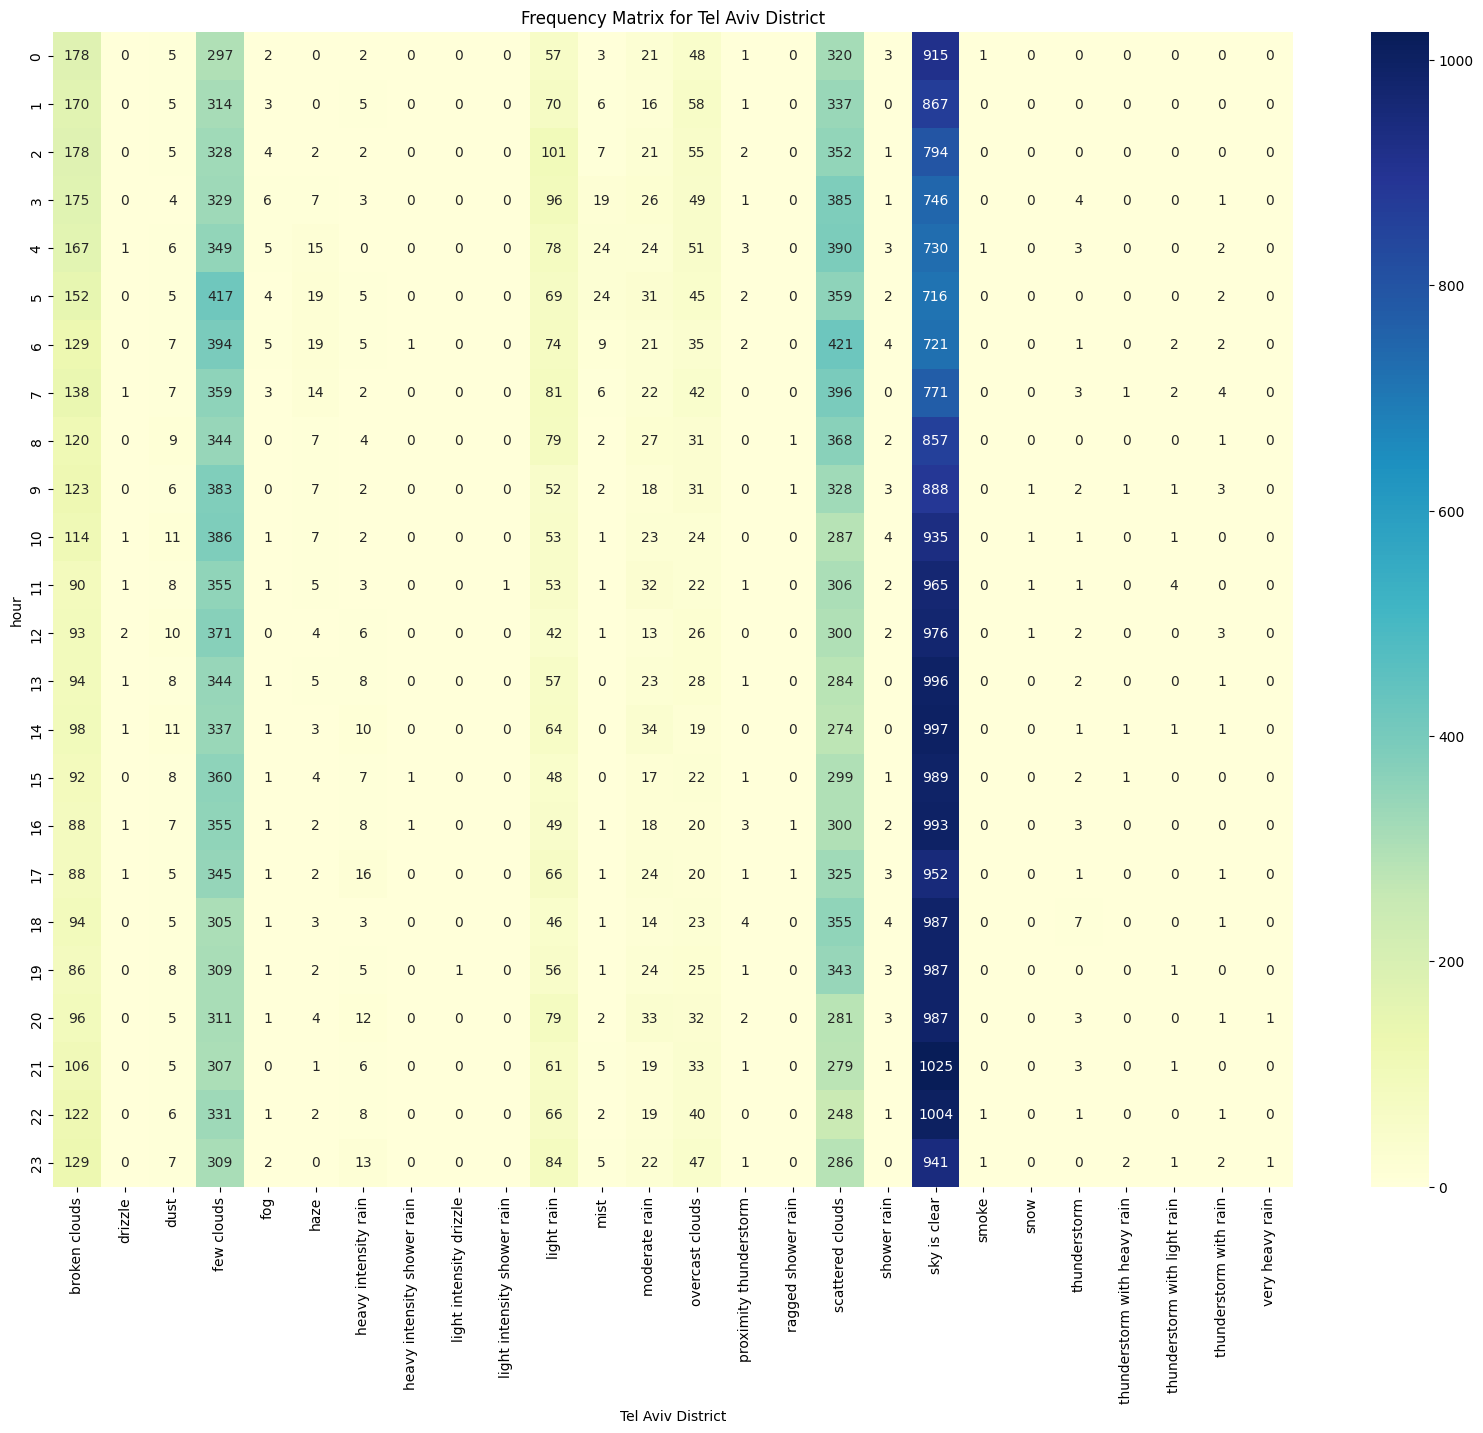 Frequency Matrix for Tel Aviv District
0 178 0 5 297 2 0 2 0 0 0 57 3 21 48 1 0 320 3 915 1 0 0 0 0 0 0
1 170 0 5 314 3 0 5 0 0 0 70 6 16 58 1 0 337 0 867 0 0 0 0 0 0 0
2 178 0 5 328 4 2 2 0 0 0 101 7 21 55 2 0 352 1 794 0 0 0 0 0 0 0
3 175 0 4 329 6 7 3 0 0 0 96 19 26 49 1 0 385 1 746 0 0 4 0 0 1 0
4 167 1 6 349 5 15 0 0 0 0 78 24 24 51 3 0 390 3 730 1 0 3 0 0 2 0
5 152 0 5 417 4 19 5 0 0 0 69 24 31 45 2 0 359 2 716 0 0 0 0 0 2 0
6 129 0 7 394 5 19 5 1 0 0 74 9 21 35 2 0 421 4 721 0 0 1 0 2 2 0
7 138 1 7 359 3 14 2 0 0 0 81 6 22 42 0 0 396 0 771 0 0 3 1 2 4 0
8 120 0 9 344 0 7 4 0 0 0 79 2 27 31 0 1 368 2 857 0 0 0 0 0 1 0
9 123 0 6 383 0 7 2 0 0 0 52 2 18 31 0 1 328 3 888 0 1 2 1 1 3 0
10 114 1 11 386 1 7 2 0 0 0 53 1 23 24 0 0 287 4 935 0 1 1 0 1 0 0
11 90 1 8 355 1 5 3 0 0 1 53 1 32 22 1 0 306 2 965 0 1 1 0 4 0 0
12 93 2 10 371 0 4 6 0 0 0 42 1 13 26 0 0 300 2 976 0 1 2 0 0 3 0
13 94 1 8 344 1 5 8 0 0 0 57 0 23 28 1 0 284 0 996 0 0 2 0 0 1 0
14 98 1 11 337 1 3 10 0 0 0 64 0 34 19 0 0 274 0 997 0 0 1 1 1 1 0
15 92 0 8 360 1 4 7 1 0 0 48 0 17 22 1 0 299 1 989 0 0 2 1 0 0 0
16 88 1 7 355 1 2 8 1 0 0 49 1 18 20 3 1 300 2 993 0 0 3 0 0 0 0
17 88 1 5 345 1 2 16 0 0 0 66 1 24 20 1 1 325 3 952 0 0 1 0 0 1 0
18 94 0 5 305 1 3 3 0 0 0 46 1 14 23 4 0 355 4 987 0 0 7 0 0 1 0
19 86 0 8 309 1 2 5 0 1 0 56 1 24 25 1 0 343 3 987 0 0 0 0 1 0 0
20 96 0 5 311 1 4 12 0 0 0 79 2 33 32 2 0 281 3 987 0 0 3 0 0 1 1
21 106 0 5 307 0 1 6 0 0 0 61 5 19 33 1 0 279 1 1025 0 0 3 0 1 0 0
22 122 0 6 331 1 2 8 0 0 0 66 2 19 40 0 0 248 1 1004 1 0 1 0 0 1 0
23 129 0 7 309 2 0 13 0 0 0 84 5 22 47 1 0 286 0 941 1 0 0 2 1 2 1
hour
broken clouds
drizzle
dust
few clouds
fog
haze
heavy intensity rain
heavy intensity shower rain
light intensity drizzle
light intensity shower rain
light rain
mist
moderate rain
overcast clouds
proximity thunderstorm
ragged shower rain
scattered clouds
shower rain
sky is clear
smoke
snow
thunderstorm
thunderstorm with heavy rain
thunderstorm with light rain
thunderstorm with rain
very heavy rain
Tel Aviv District
1000
800
600
400
200
0